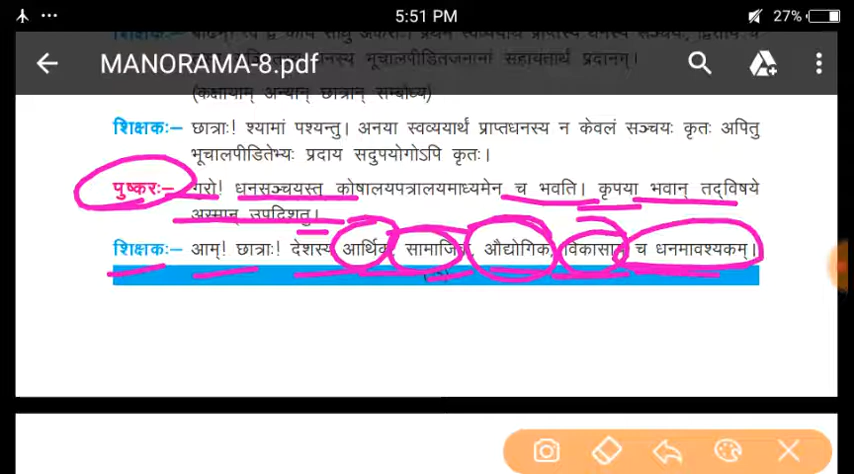 5:51 PM
27%
MANORAMA-8.pdf
(कक्षायाम् अन्यान् छात्रान् सम्बोध्य)
शिक्षकः– छात्राः! श्यामां पश्यन्तु। अनया स्वव्ययार्थं प्राप्तधनस्य न केवलं सञ्चयः कृतः अपितु
भूचालपीडितेभ्यः प्रदाय सदुपयोगोऽपि कृतः।
पुष्करः– गुरो! धनसञ्चयस्तु कोषालयपत्रालयमाध्यमेन च भवति। कृपया भवान् तद्विषये
अस्मान् उपदिशतु।
शिक्षकः– आम्! छात्राः! देशस्य आर्थिक, सामाजिक, औद्योगिक, विकासाय च धनमावश्यकम्।